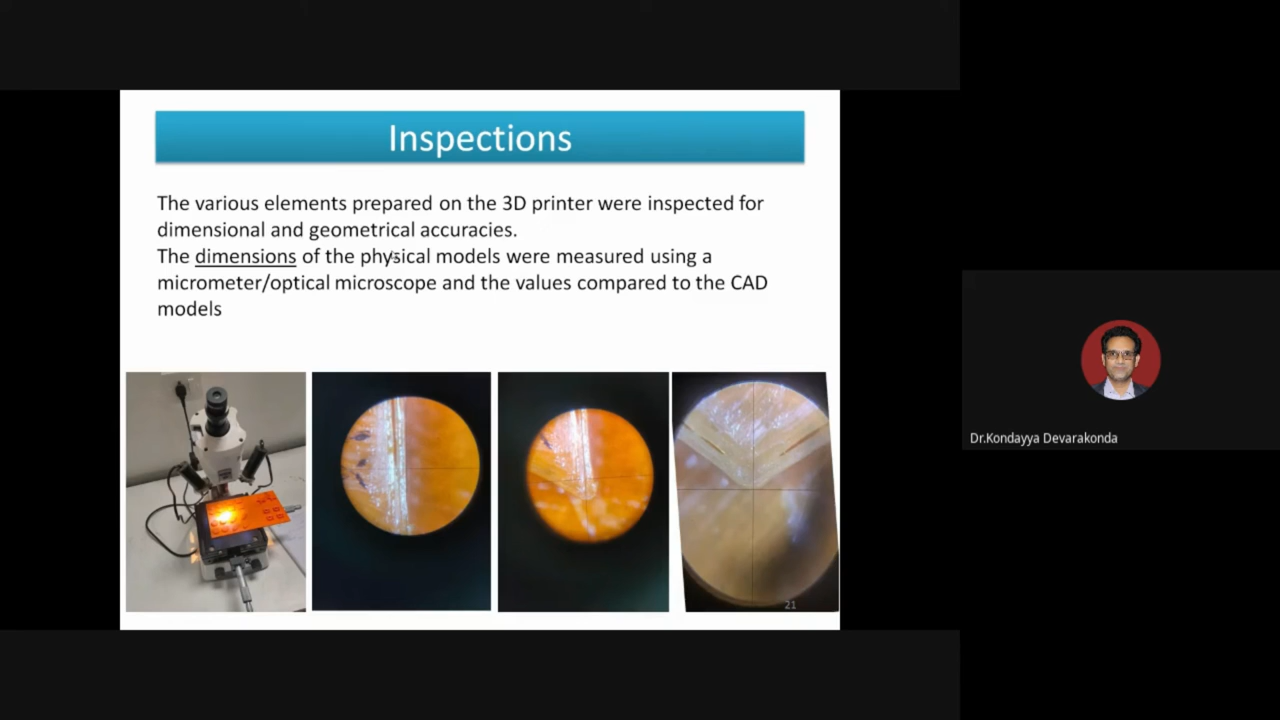 Inspections
The various elements prepared on the 3D printer were inspected for
dimensional and geometrical accuracies.
The dimensions of the physical models were measured using a
micrometer/optical microscope and the values compared to the CAD
models
21
Dr.Kondayya Devarakonda